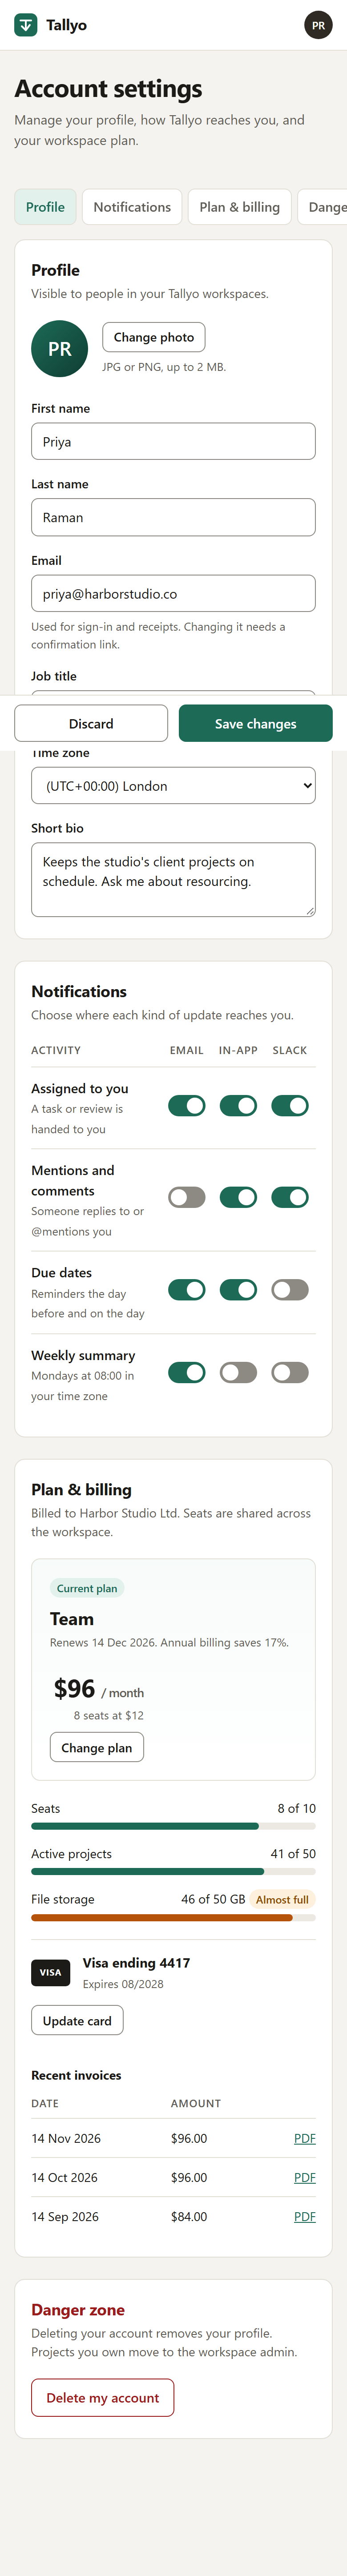 Tallyo
PR
Account settings
Manage your profile, how Tallyo reaches you, and
your workspace plan.
Profile
Notifications
Plan & billing
Dange
Profile
Visible to people in your Tallyo workspaces.
PR
Change photo
JPG or PNG, up to 2 MB.
First name
Priya
Last name
Raman
Email
priya@harborstudio.co
Used for sign-in and receipts. Changing it needs a
confirmation link.
Job title
Discard
Save changes
Time zone
(UTC+00:00) London
Short bio
Keeps the studio's client projects on
schedule. Ask me about resourcing.
Notifications
Choose where each kind of update reaches you.
ACTIVITY EMAIL IN-APP SLACK
Assigned to you
A task or review is
handed to you
Mentions and
comments
Someone replies to or
@mentions you
Due dates
Reminders the day
before and on the day
Weekly summary
Mondays at 08:00 in
your time zone
Plan & billing
Billed to Harbor Studio Ltd. Seats are shared across
the workspace.
Current plan
Team
Renews 14 Dec 2026. Annual billing saves 17%.
$96 / month
8 seats at $12
Change plan
Seats 8 of 10
Active projects 41 of 50
File storage 46 of 50 GB Almost full
VISA
Visa ending 4417
Expires 08/2028
Update card
Recent invoices
DATE AMOUNT
14 Nov 2026 $96.00 PDF
14 Oct 2026 $96.00 PDF
14 Sep 2026 $84.00 PDF
Danger zone
Deleting your account removes your profile.
Projects you own move to the workspace admin.
Delete my account